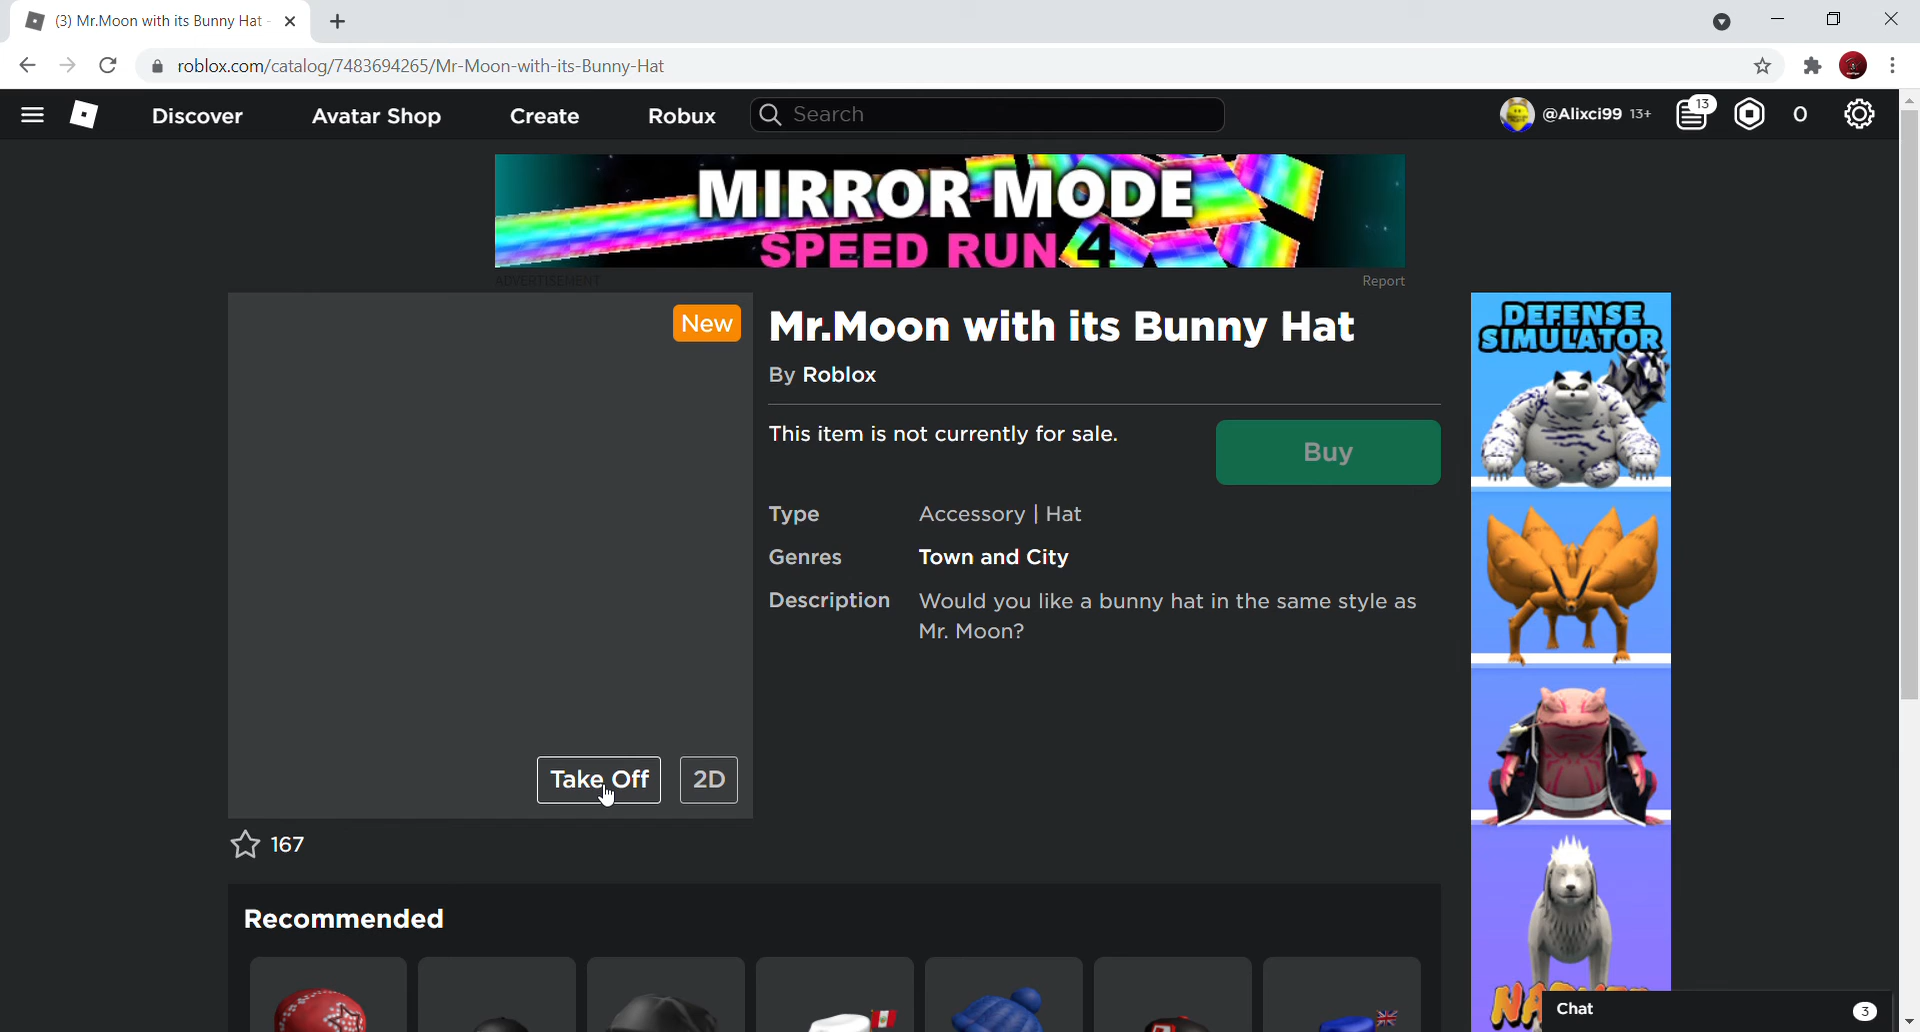 (3) Mr.Moon with its Bunny Hat -
roblox.com/catalog/7483694265/Mr-Moon-with-its-Bunny-Hat
Discover
Avatar Shop
Create
Robux
Search
@Alixci99 13+
13
0
MIRROR MODE
SPEED RUN 4
ADVERTISEMENT
Report
New
Mr.Moon with its Bunny Hat
By Roblox
This item is not currently for sale.
Buy
Type
Accessory | Hat
Genres
Town and City
Description
Would you like a bunny hat in the same style as
Mr. Moon?
Take Off
2D
167
DEFENSE
SIMULATOR
Recommended
Chat
3